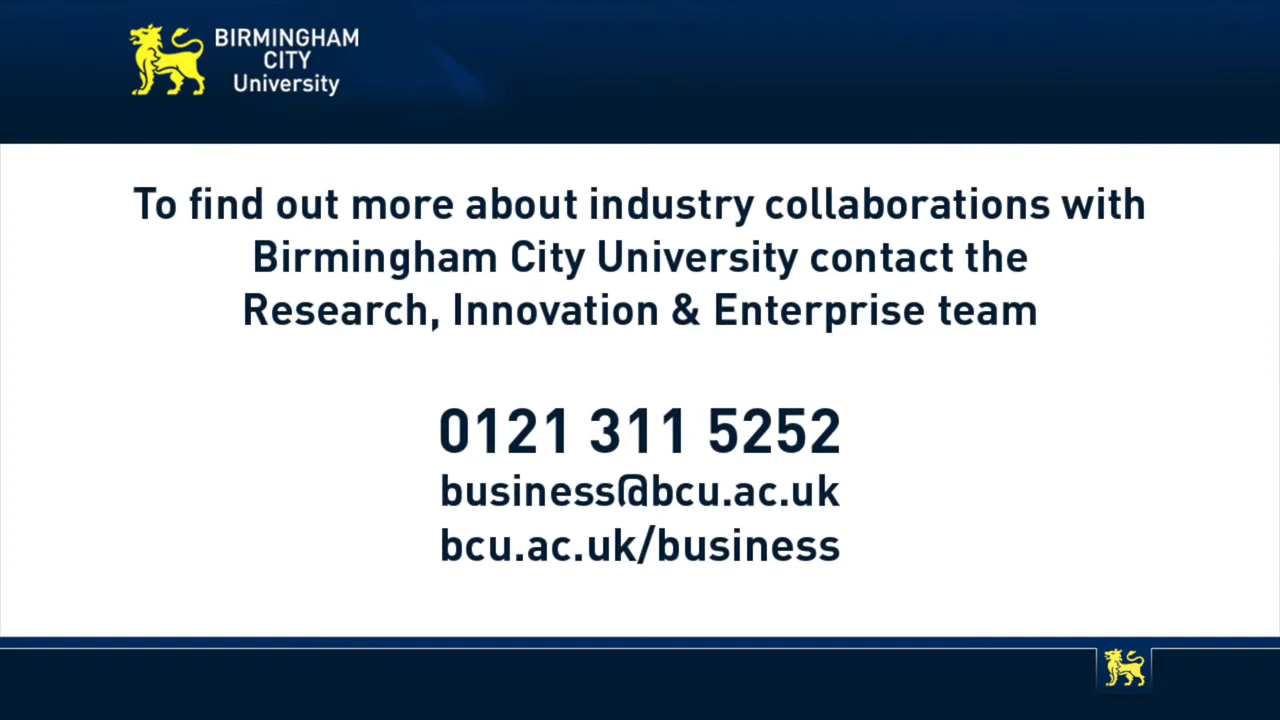 BIRMINGHAM
CITY
University
To find out more about industry collaborations with
Birmingham City University contact the
Research, Innovation & Enterprise team
0121 311 5252
business@bcu.ac.uk
bcu.ac.uk/business